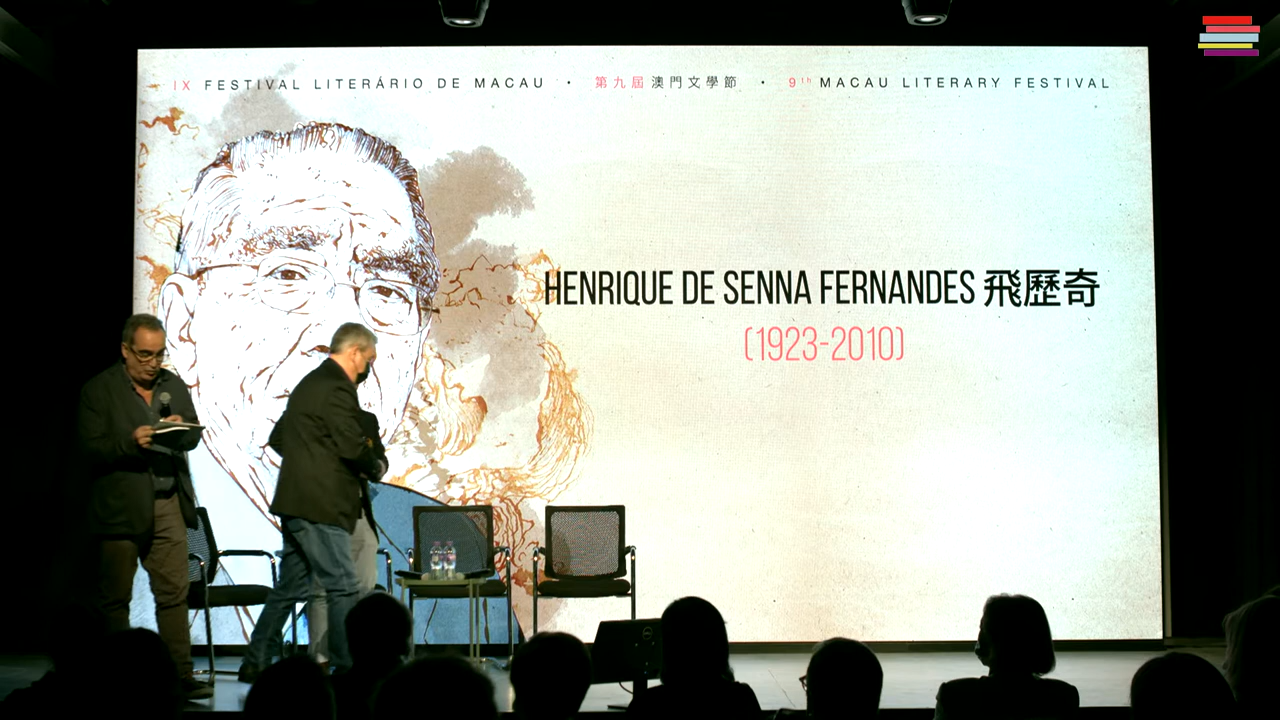 IX FESTIVAL LITERÁRIO DE MACAU • 第九屆澳門文學節 • 9th MACAU LITERARY FESTIVAL
HENRIQUE DE SENNA FERNANDES 飛歷奇
(1923-2010)
DELL